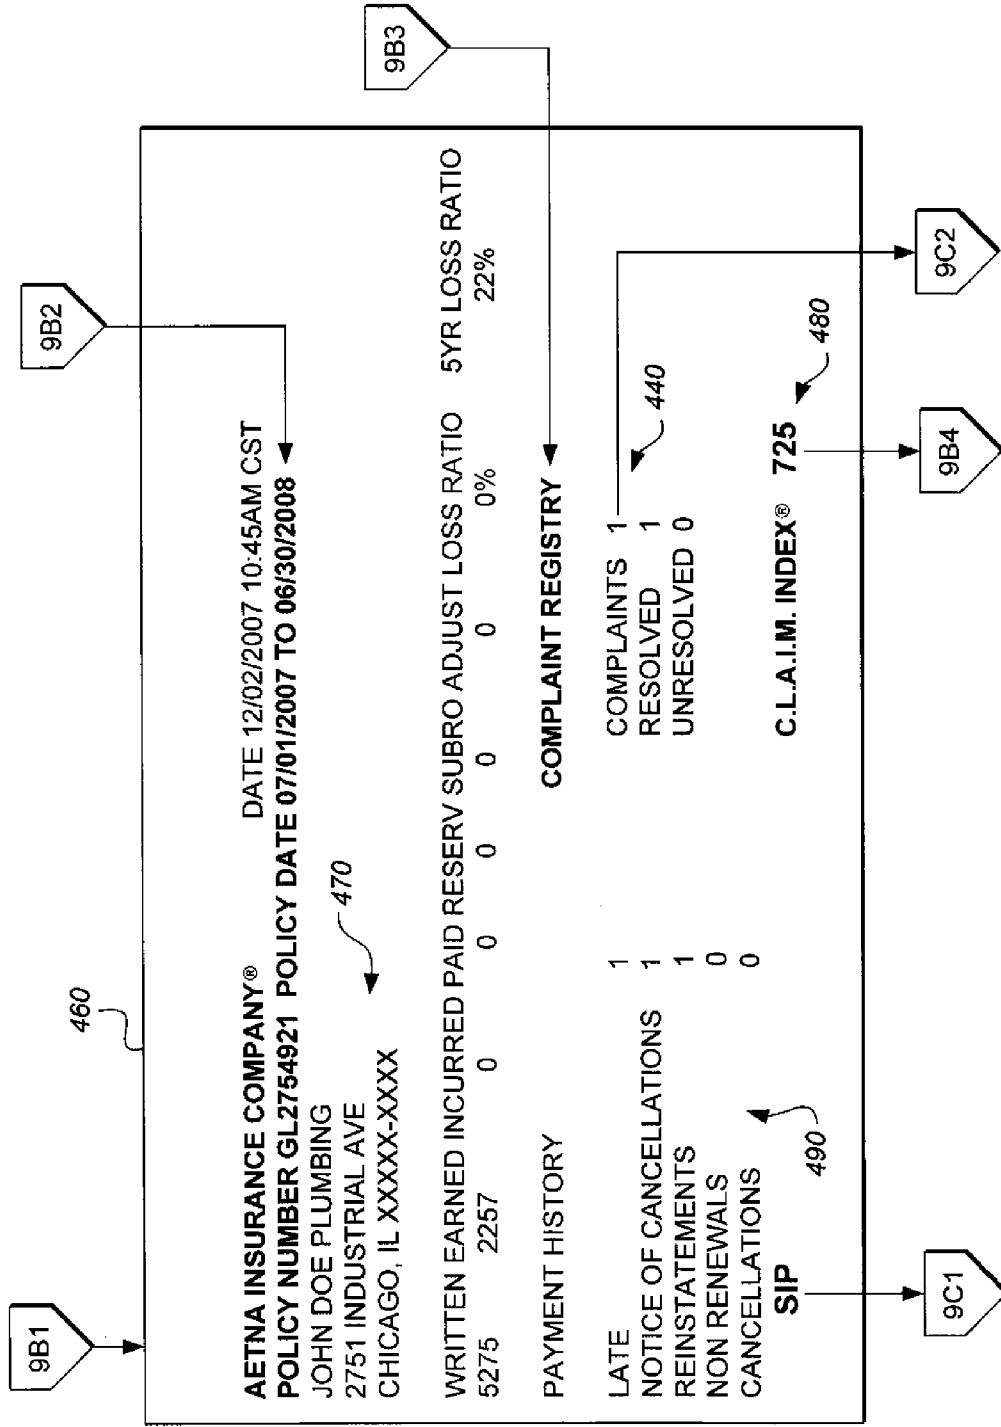 9B1
9B2
9B3
460
AETNA INSURANCE COMPANY® DATE 12/02/2007 10:45AM CST
POLICY NUMBER GL2754921 POLICY DATE 07/01/2007 TO 06/30/2008
JOHN DOE PLUMBING
2751 INDUSTRIAL AVE
CHICAGO, IL XXXXX-XXXX
470
WRITTEN EARNED INCURRED PAID RESERV SUBRO ADJUST LOSS RATIO 5YR LOSS RATIO
5275 2257 0 0 0 0 0 0% 22%
PAYMENT HISTORY COMPLAINT REGISTRY
LATE 1 COMPLAINTS 1
NOTICE OF CANCELLATIONS 1 RESOLVED 1
REINSTATEMENTS 1 UNRESOLVED 0
NON RENEWALS 0
CANCELLATIONS 0
440
SIP C.L.A.I.M. INDEX® 725
490
480
9C1
9B4
9C2